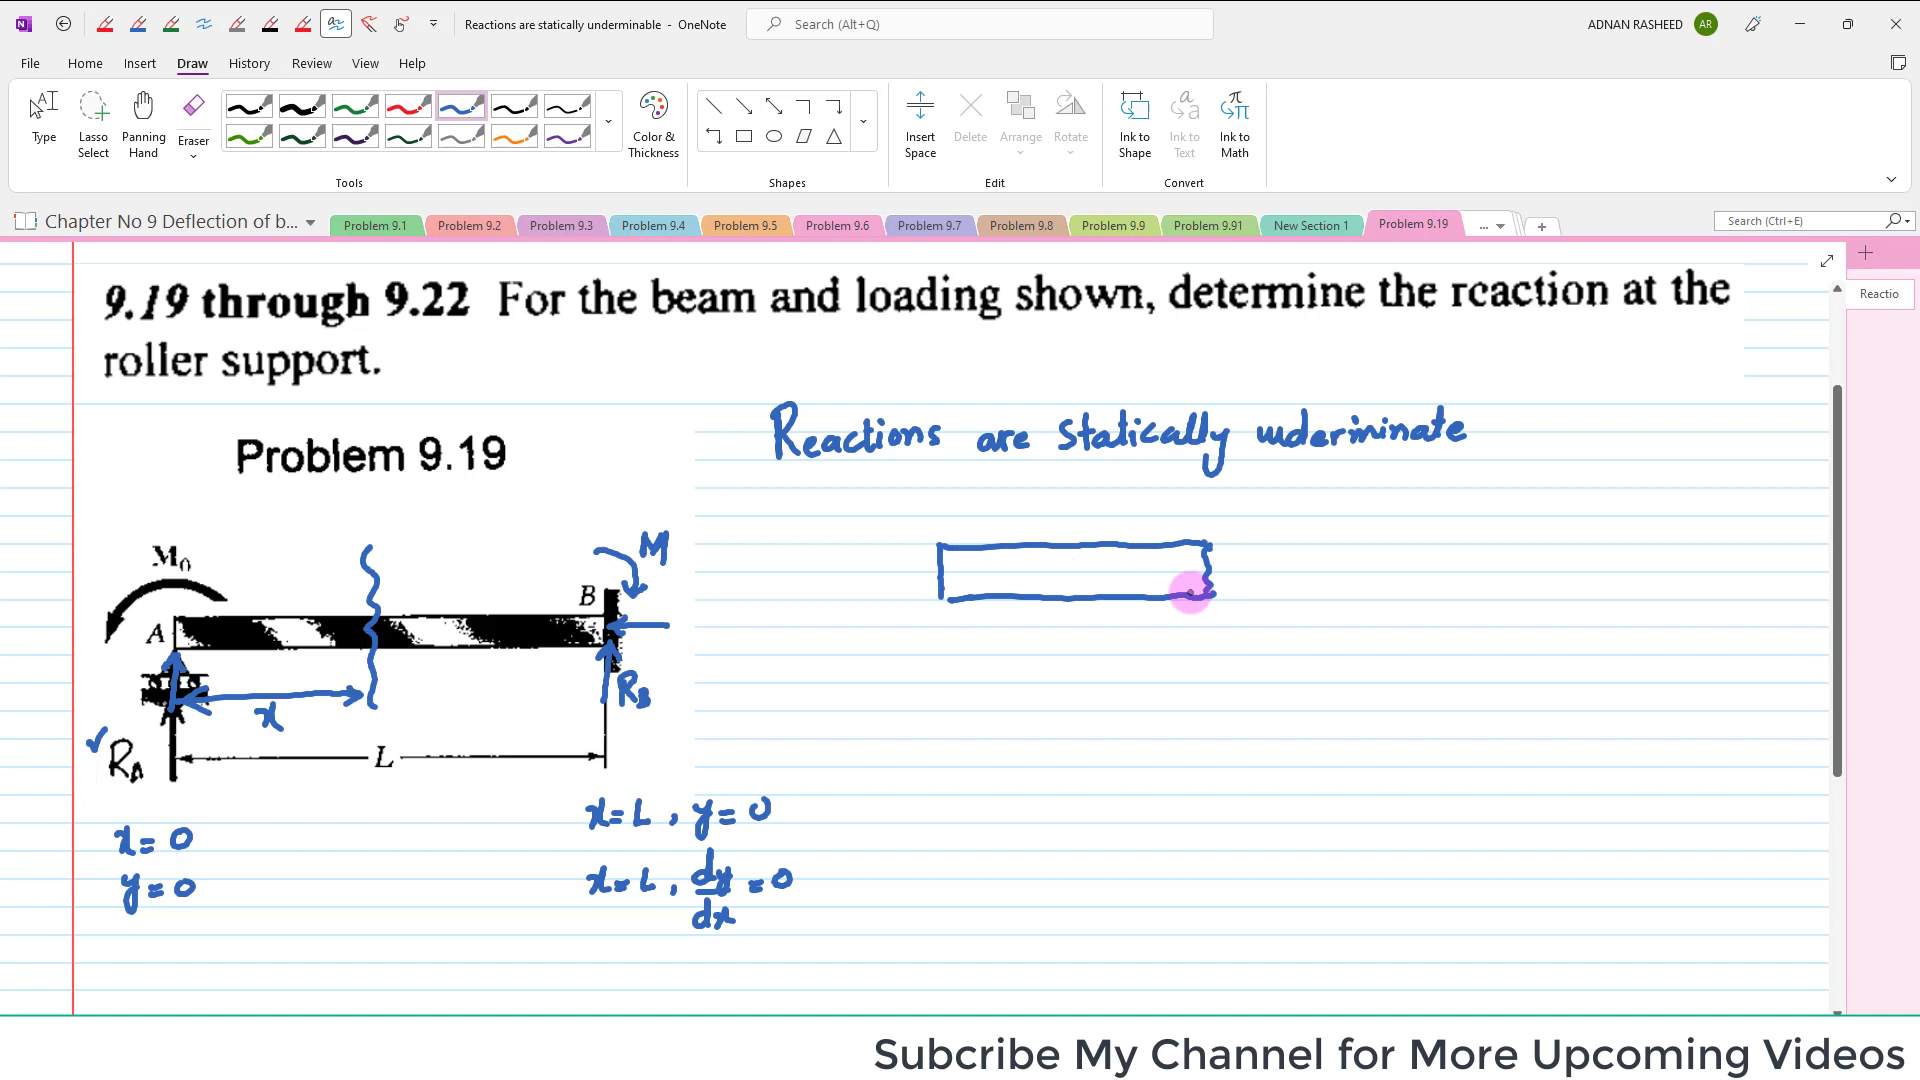 Reactions are statically underminable - OneNote
Search (Alt+Q)
ADNAN RASHEED
AR
File Home Insert Draw History Review View Help
Type
Lasso Select
Panning Hand
Eraser
Color & Thickness
Insert Space
Delete
Arrange
Rotate
Ink to Shape
Ink to Text
Ink to Math
Tools
Shapes
Edit
Convert
Chapter No 9 Deflection of b...
Problem 9.1 Problem 9.2 Problem 9.3 Problem 9.4 Problem 9.5 Problem 9.6 Problem 9.7 Problem 9.8 Problem 9.9 Problem 9.91 New Section 1 Problem 9.19 ...
Search (Ctrl+E)
Reactio
9.19 through 9.22 For the beam and loading shown, determine the reaction at the
roller support.
Reactions are Statically underminate
Problem 9.19
M₀
M
B
A
R_B
x
R_A
L
x = 0
y = 0
x = L , y = 0
x = L , dy/dx = 0
Subcribe My Channel for More Upcoming Videos